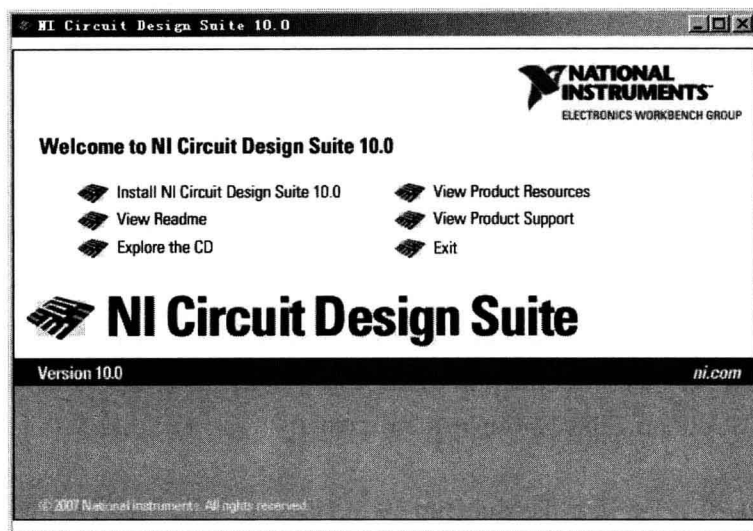 NI Circuit Design Suite 10.0
NATIONAL
INSTRUMENTS™
ELECTRONICS WORKBENCH GROUP
Welcome to NI Circuit Design Suite 10.0
Install NI Circuit Design Suite 10.0
View Product Resources
View Readme
View Product Support
Explore the CD
Exit
NI Circuit Design Suite
Version 10.0
ni.com
© 2007 National Instruments. All rights reserved.